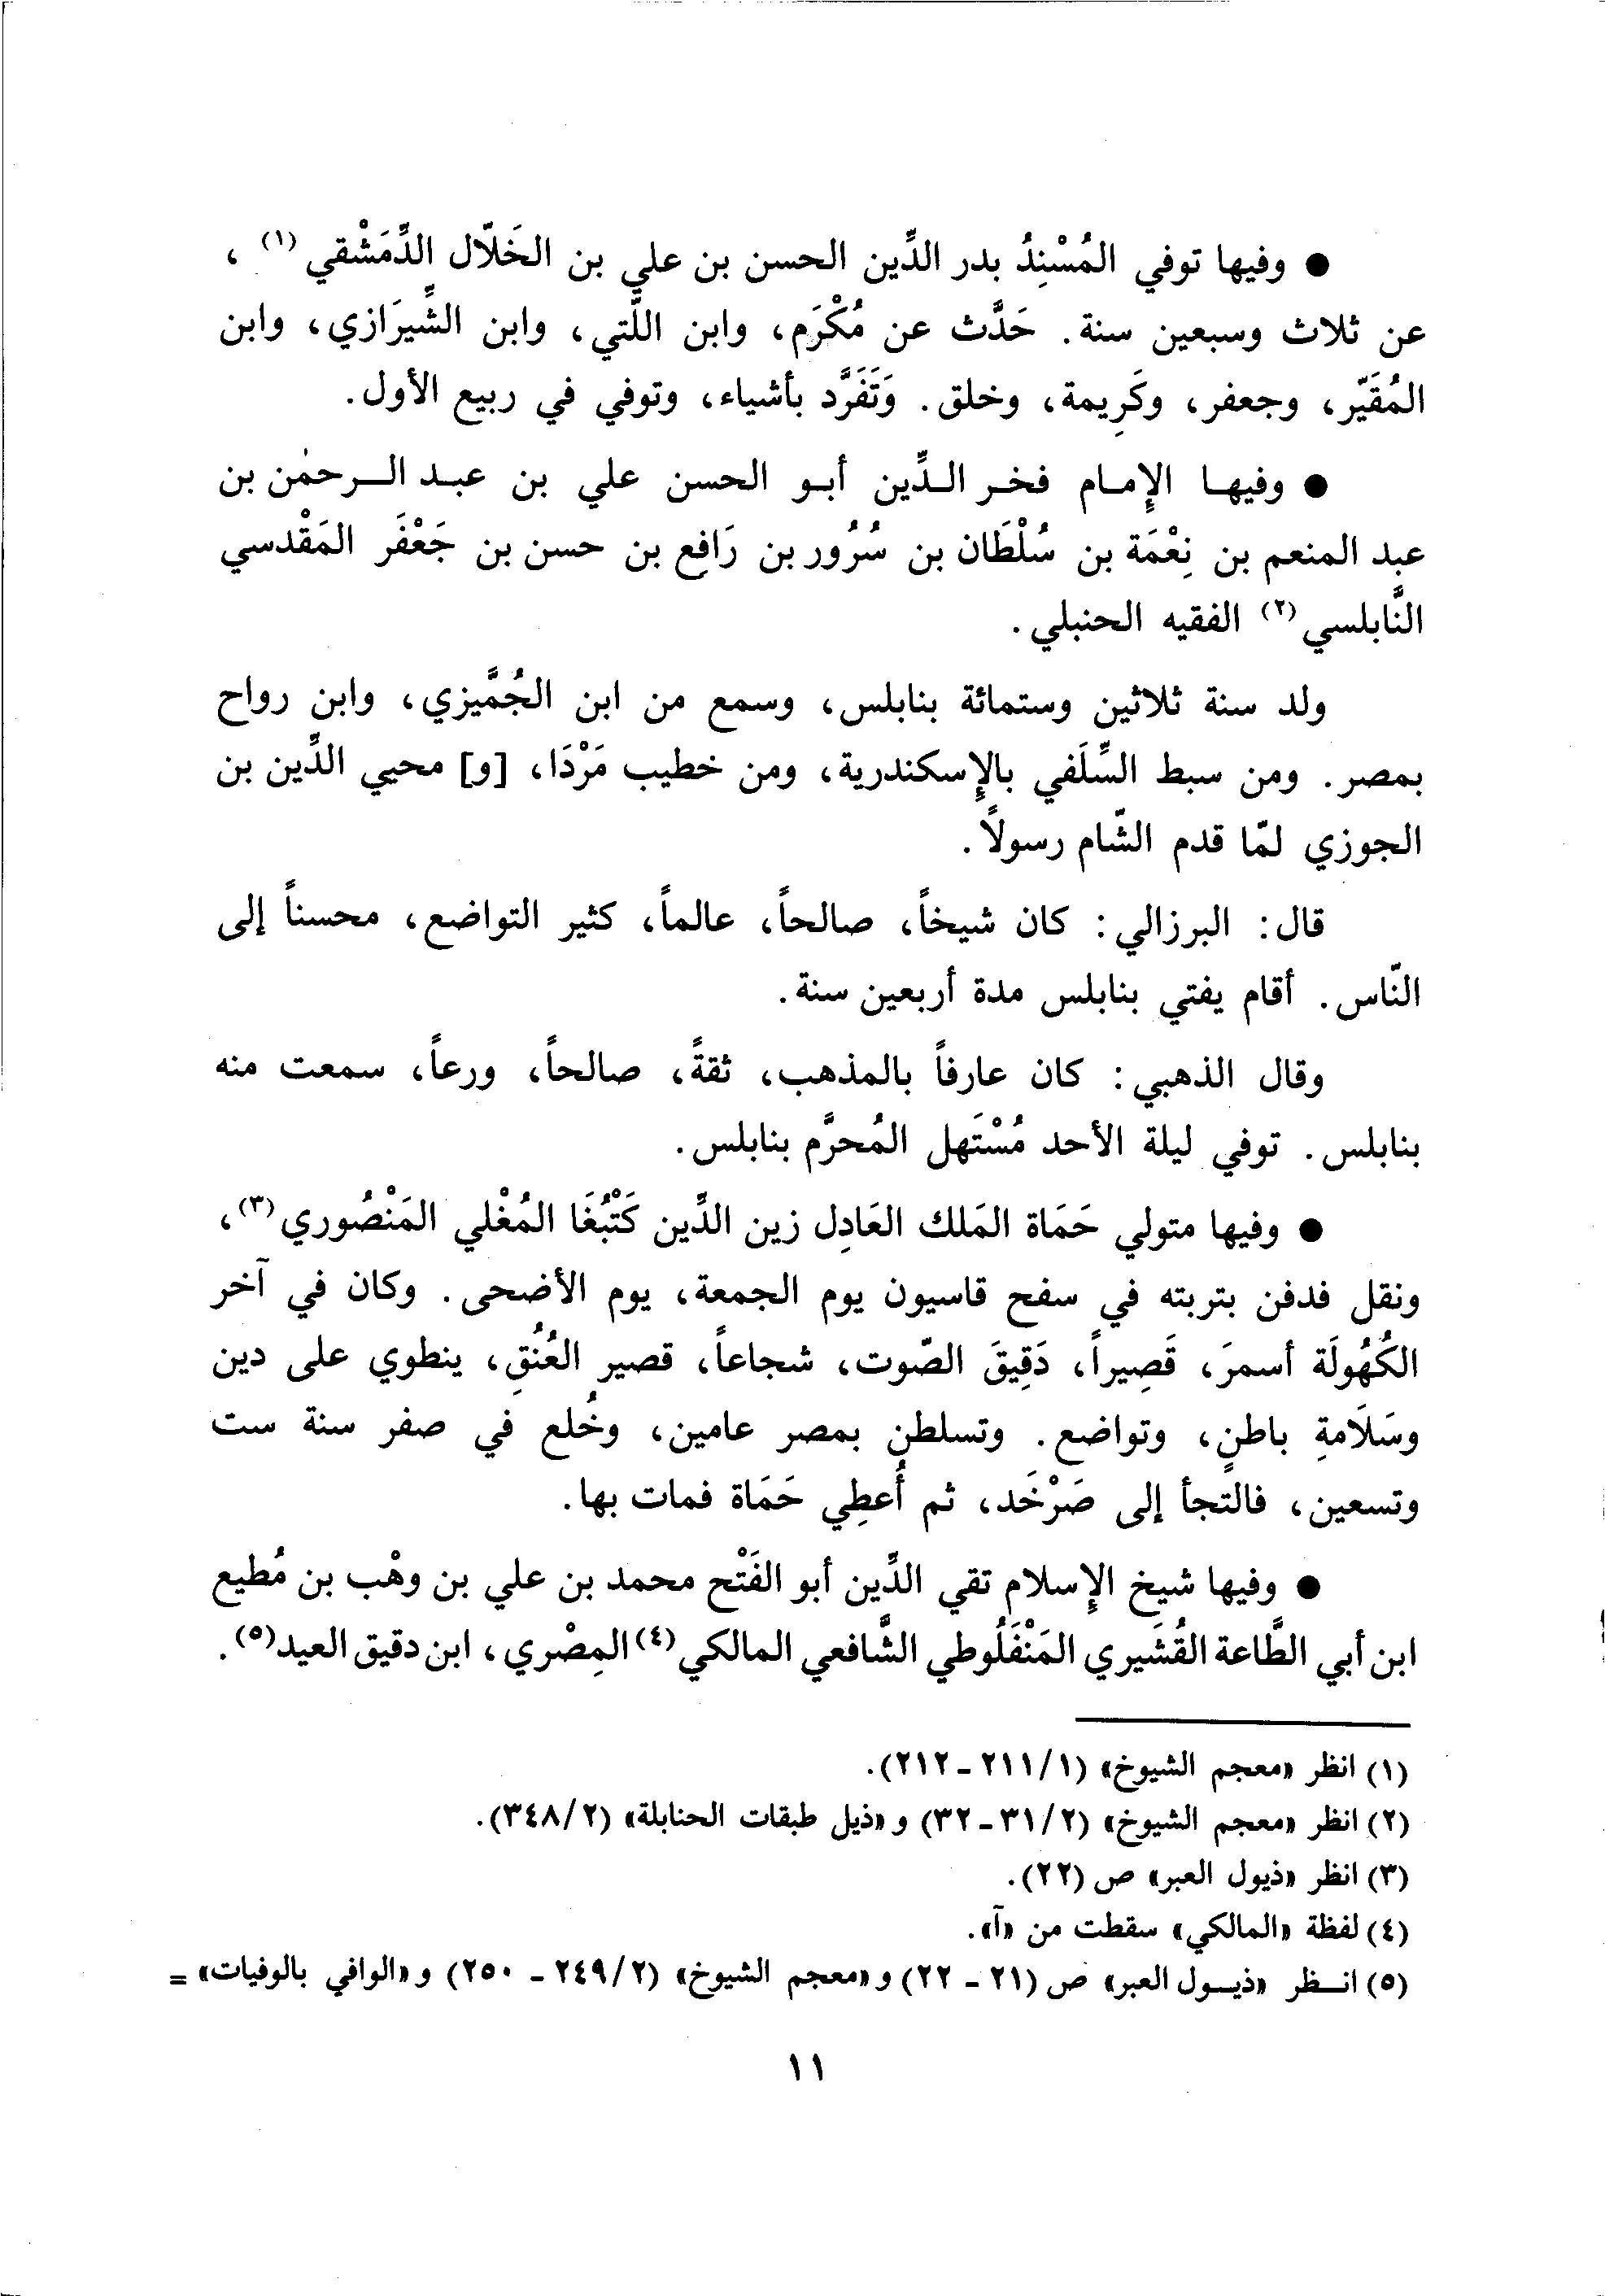 ● وفيها توفي المُسْنِدُ بدر الدِّين الحسن بن علي بن الخَلّال الدِّمَشْقي (١) ،
عن ثلاث وسبعين سنة. حَدَّث عن مُكْرَم، وابن اللَّتي، وابن الشِّيرَازي، وابن
المُقَيّر، وجعفر، وكَرِيمة، وخلق. وَتَفَرَّد بأشياء، وتوفي في ربيع الأول.
● وفيها الإمام فخر الدِّين أبو الحسن علي بن عبد الرحمٰن بن
عبد المنعم بن نِعْمَة بن سُلْطَان بن سُرُور بن رَافع بن حسن بن جَعْفَر المَقْدسي
النَّابلسي (٢) الفقيه الحنبلي.
ولد سنة ثلاثين وستمائة بنابلس، وسمع من ابن الجُمَّيزي، وابن رواح
بمصر. ومن سبط السِّلَفي بالإسكندرية، ومن خطيب مَرْدَا، [و] محيي الدِّين بن
الجوزي لمّا قدم الشّام رسولاً.
قال: البرزالي: كان شيخاً، صالحاً، عالماً، كثير التواضع، محسناً إلى
النّاس. أقام يفتي بنابلس مدة أربعين سنة.
وقال الذهبي: كان عارفاً بالمذهب، ثقةً، صالحاً، ورعاً، سمعت منه
بنابلس. توفي ليلة الأحد مُسْتَهل المُحرَّم بنابلس.
● وفيها متولي حَمَاة المَلك العَادِل زين الدِّين كَتْبُغَا المُغْلي المَنْصُوري (٣)،
ونقل فدفن بتربته في سفح قاسيون يوم الجمعة، يوم الأضحى. وكان في آخر
الكُهُولَة أسمرَ، قَصِيراً، دَقِيقَ الصّوت، شجاعاً، قصير العُنُقِ، ينطوي على دين
وسَلَامةِ باطنٍ، وتواضع. وتسلطن بمصر عامين، وخُلع في صفر سنة ست
وتسعين، فالتجأ إلى صَرْخَد، ثم أُعطِي حَمَاة فمات بها.
● وفيها شيخ الإسلام تقي الدِّين أبو الفَتْح محمد بن علي بن وهْب بن مُطيع
ابن أبي الطَّاعة القُشَيري المَنْفَلُوطي الشَّافعي المالكي (٤) المِصْري، ابن دقيق العيد (٥).
(١) انظر «معجم الشيوخ» (١/ ٢١١ - ٢١٢).
(٢) انظر «معجم الشيوخ» (٢/ ٣١ - ٣٢) و«ذيل طبقات الحنابلة» (٢/ ٣٤٨).
(٣) انظر «ذيول العبر» ص (٢٢).
(٤) لفظة «المالكي» سقطت من «آ».
(٥) انظر «ذيول العبر» ص (٢١ - ٢٢) و«معجم الشيوخ» (٢/ ٢٤٩ - ٢٥٠) و«الوافي بالوفيات» =
١١